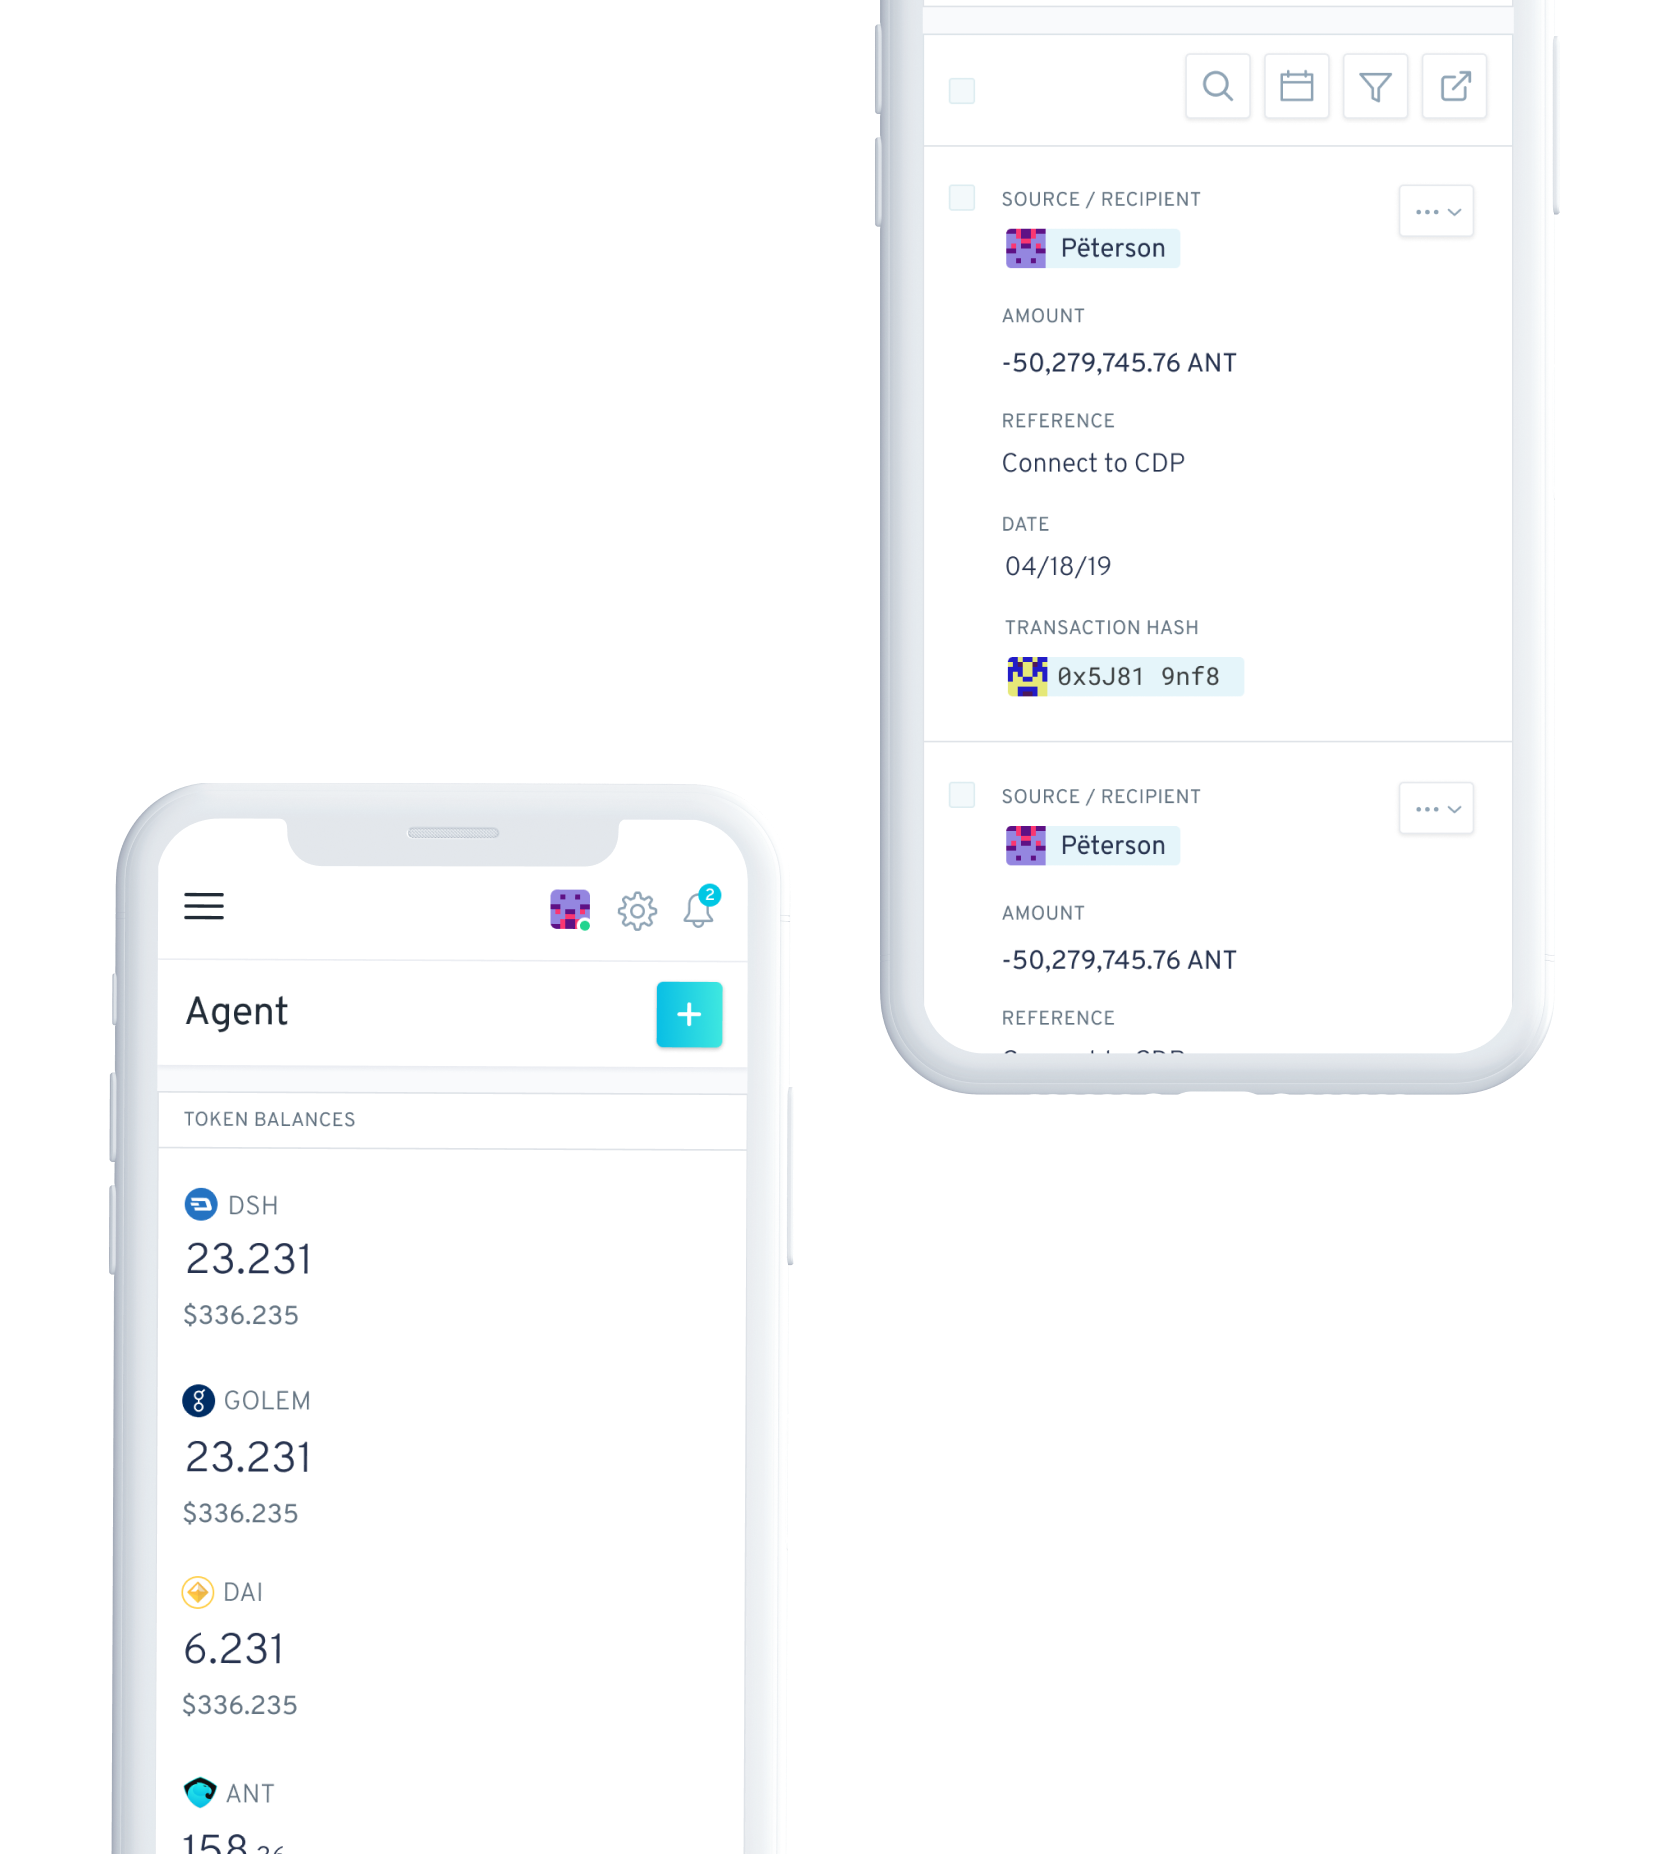 SOURCE / RECIPIENT
Pëterson
AMOUNT
-50,279,745.76 ANT
REFERENCE
Connect to CDP
DATE
04/18/19
TRANSACTION HASH
0x5J81 9nf8
SOURCE / RECIPIENT
Pëterson
AMOUNT
-50,279,745.76 ANT
REFERENCE
2
Agent
TOKEN BALANCES
DSH
23.231
$336.235
GOLEM
23.231
$336.235
DAI
6.231
$336.235
ANT
158